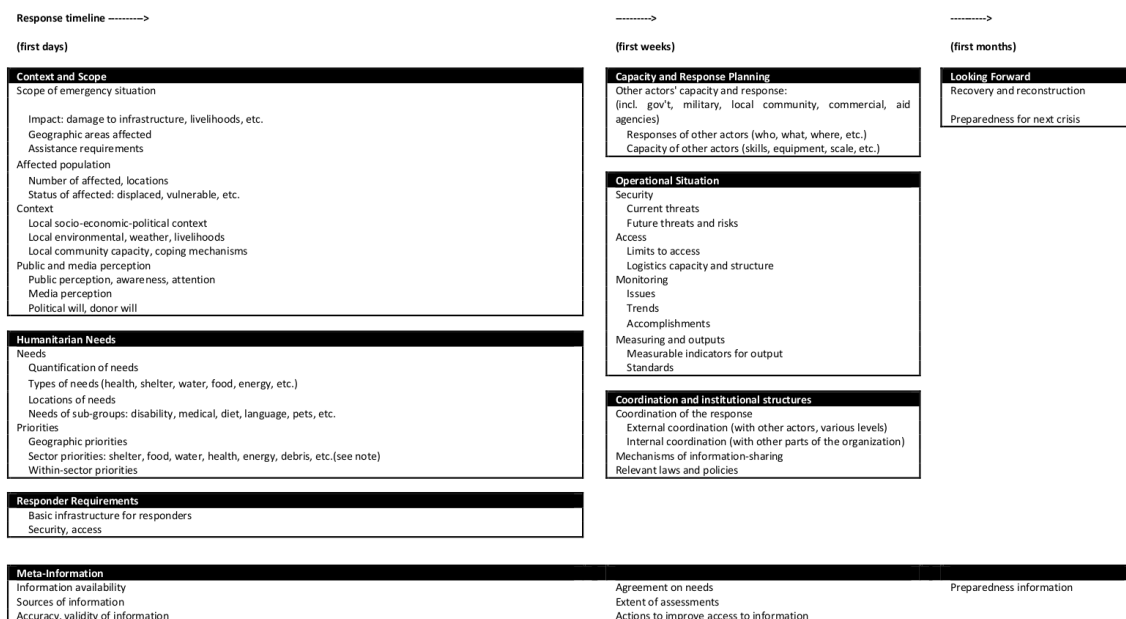 Response timeline --------->
(first days)
Context and Scope
Scope of emergency situation
Impact: damage to infrastructure, livelihoods, etc.
Geographic areas affected
Assistance requirements
Affected population
Number of affected, locations
Status of affected: displaced, vulnerable, etc.
Context
Local socio-economic-political context
Local environmental, weather, livelihoods
Local community capacity, coping mechanisms
Public and media perception
Public perception, awareness, attention
Media perception
Political will, donor will
Humanitarian Needs
Needs
Quantification of needs
Types of needs (health, shelter, water, food, energy, etc.)
Locations of needs
Needs of sub-groups: disability, medical, diet, language, pets, etc.
Priorities
Geographic priorities
Sector priorities: shelter, food, water, health, energy, debris, etc.(see note)
Within-sector priorities
Responder Requirements
Basic infrastructure for responders
Security, access
---------->
(first weeks)
Capacity and Response Planning
Other actors' capacity and response:
(incl. gov't, military, local community, commercial, aid
agencies)
Responses of other actors (who, what, where, etc.)
Capacity of other actors (skills, equipment, scale, etc.)
Operational Situation
Security
Current threats
Future threats and risks
Access
Limits to access
Logistics capacity and structure
Monitoring
Issues
Trends
Accomplishments
Measuring and outputs
Measurable indicators for output
Standards
Coordination and institutional structures
Coordination of the response
External coordination (with other actors, various levels)
Internal coordination (with other parts of the organization)
Mechanisms of information-sharing
Relevant laws and policies
---------->
(first months)
Looking Forward
Recovery and reconstruction
Preparedness for next crisis
Meta-Information
Information availability
Sources of information
Accuracy, validity of information
Agreement on needs
Extent of assessments
Actions to improve access to information
Preparedness information